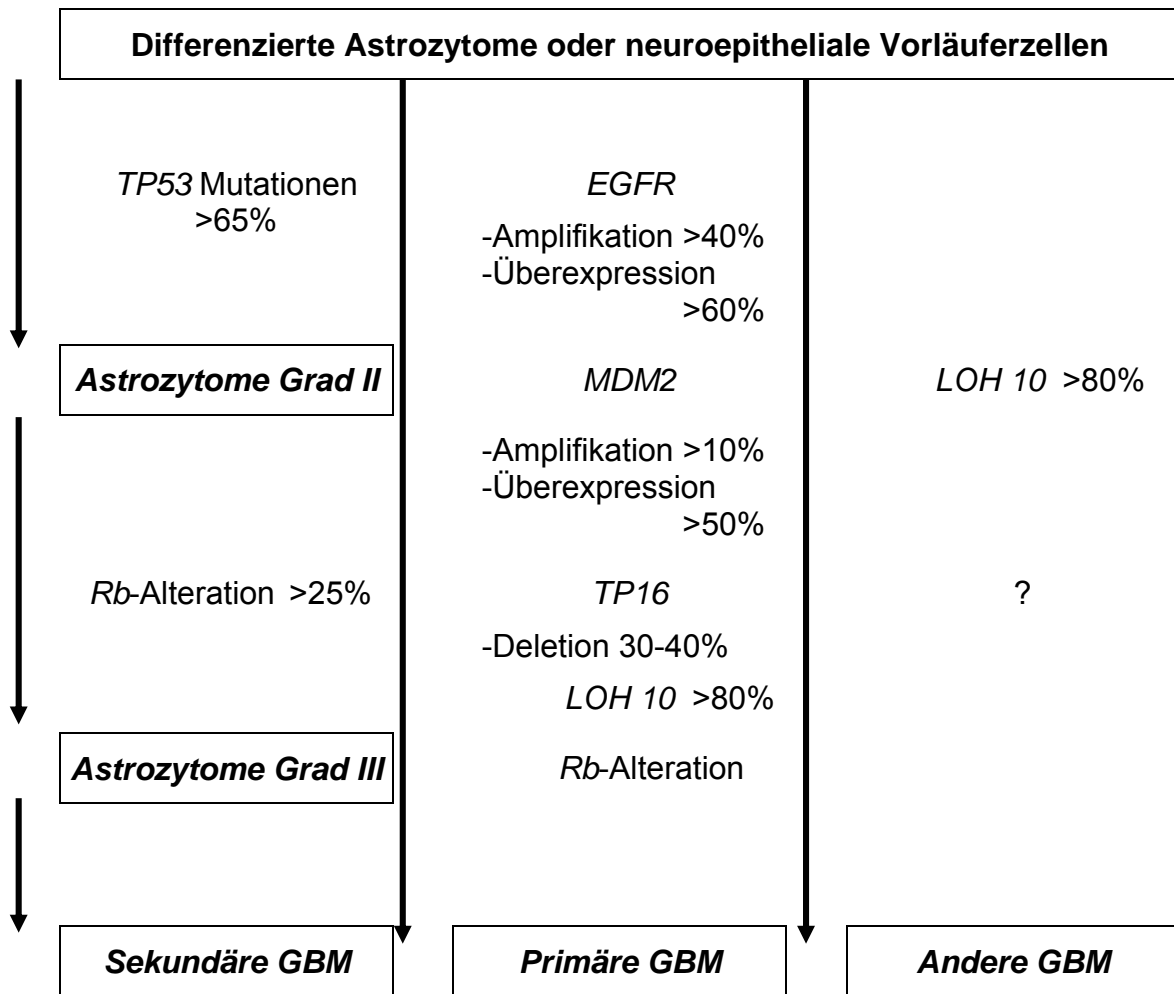 Differenzierte Astrozytome oder neuroepitheliale Vorläuferzellen
TP53 Mutationen
>65%
Astrozytome Grad II
Rb-Alteration >25%
Astrozytome Grad III
Sekundäre GBM
EGFR
-Amplifikation >40%
-Überexpression
>60%
MDM2
-Amplifikation >10%
-Überexpression
>50%
TP16
-Deletion 30-40%
LOH 10 >80%
Rb-Alteration
Primäre GBM
LOH 10 >80%
?
Andere GBM